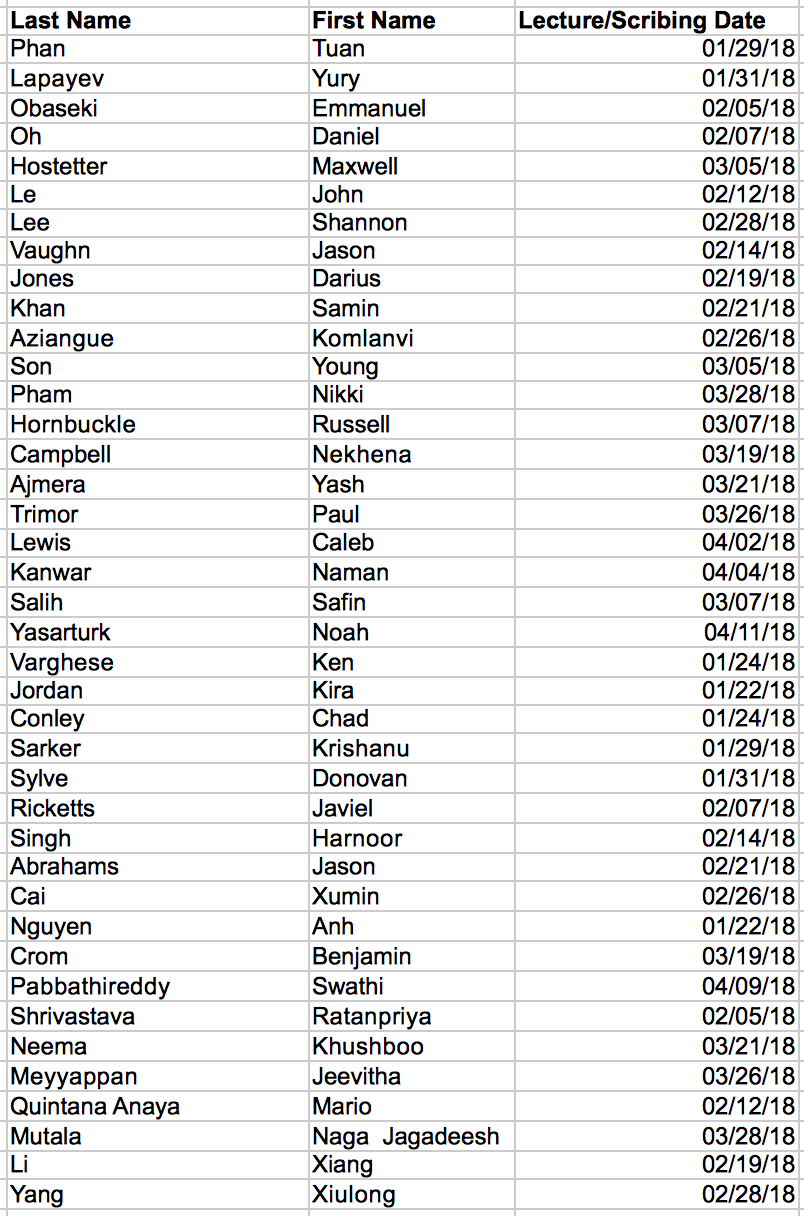 Last Name First Name Lecture/Scribing Date
Phan Tuan 01/29/18
Lapayev Yury 01/31/18
Obaseki Emmanuel 02/05/18
Oh Daniel 02/07/18
Hostetter Maxwell 03/05/18
Le John 02/12/18
Lee Shannon 02/28/18
Vaughn Jason 02/14/18
Jones Darius 02/19/18
Khan Samin 02/21/18
Aziangue Komlanvi 02/26/18
Son Young 03/05/18
Pham Nikki 03/28/18
Hornbuckle Russell 03/07/18
Campbell Nekhena 03/19/18
Ajmera Yash 03/21/18
Trimor Paul 03/26/18
Lewis Caleb 04/02/18
Kanwar Naman 04/04/18
Salih Safin 03/07/18
Yasarturk Noah 04/11/18
Varghese Ken 01/24/18
Jordan Kira 01/22/18
Conley Chad 01/24/18
Sarker Krishanu 01/29/18
Sylve Donovan 01/31/18
Ricketts Javiel 02/07/18
Singh Harnoor 02/14/18
Abrahams Jason 02/21/18
Cai Xumin 02/26/18
Nguyen Anh 01/22/18
Crom Benjamin 03/19/18
Pabbathireddy Swathi 04/09/18
Shrivastava Ratanpriya 02/05/18
Neema Khushboo 03/21/18
Meyyappan Jeevitha 03/26/18
Quintana Anaya Mario 02/12/18
Mutala Naga  Jagadeesh 03/28/18
Li Xiang 02/19/18
Yang Xiulong 02/28/18